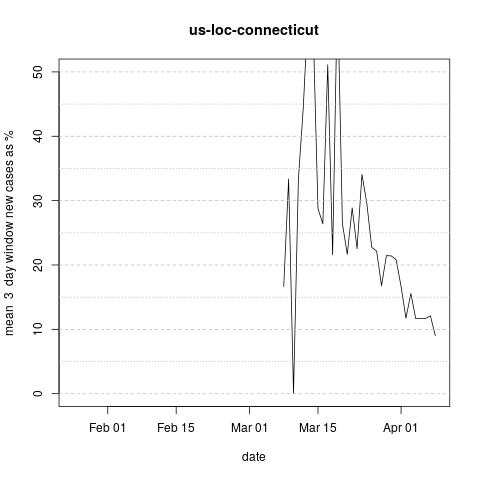 us-loc-connecticut
mean  3  day window new cases as %
50
40
30
20
10
0
Feb 01
Feb 15
Mar 01
Mar 15
Apr 01
date